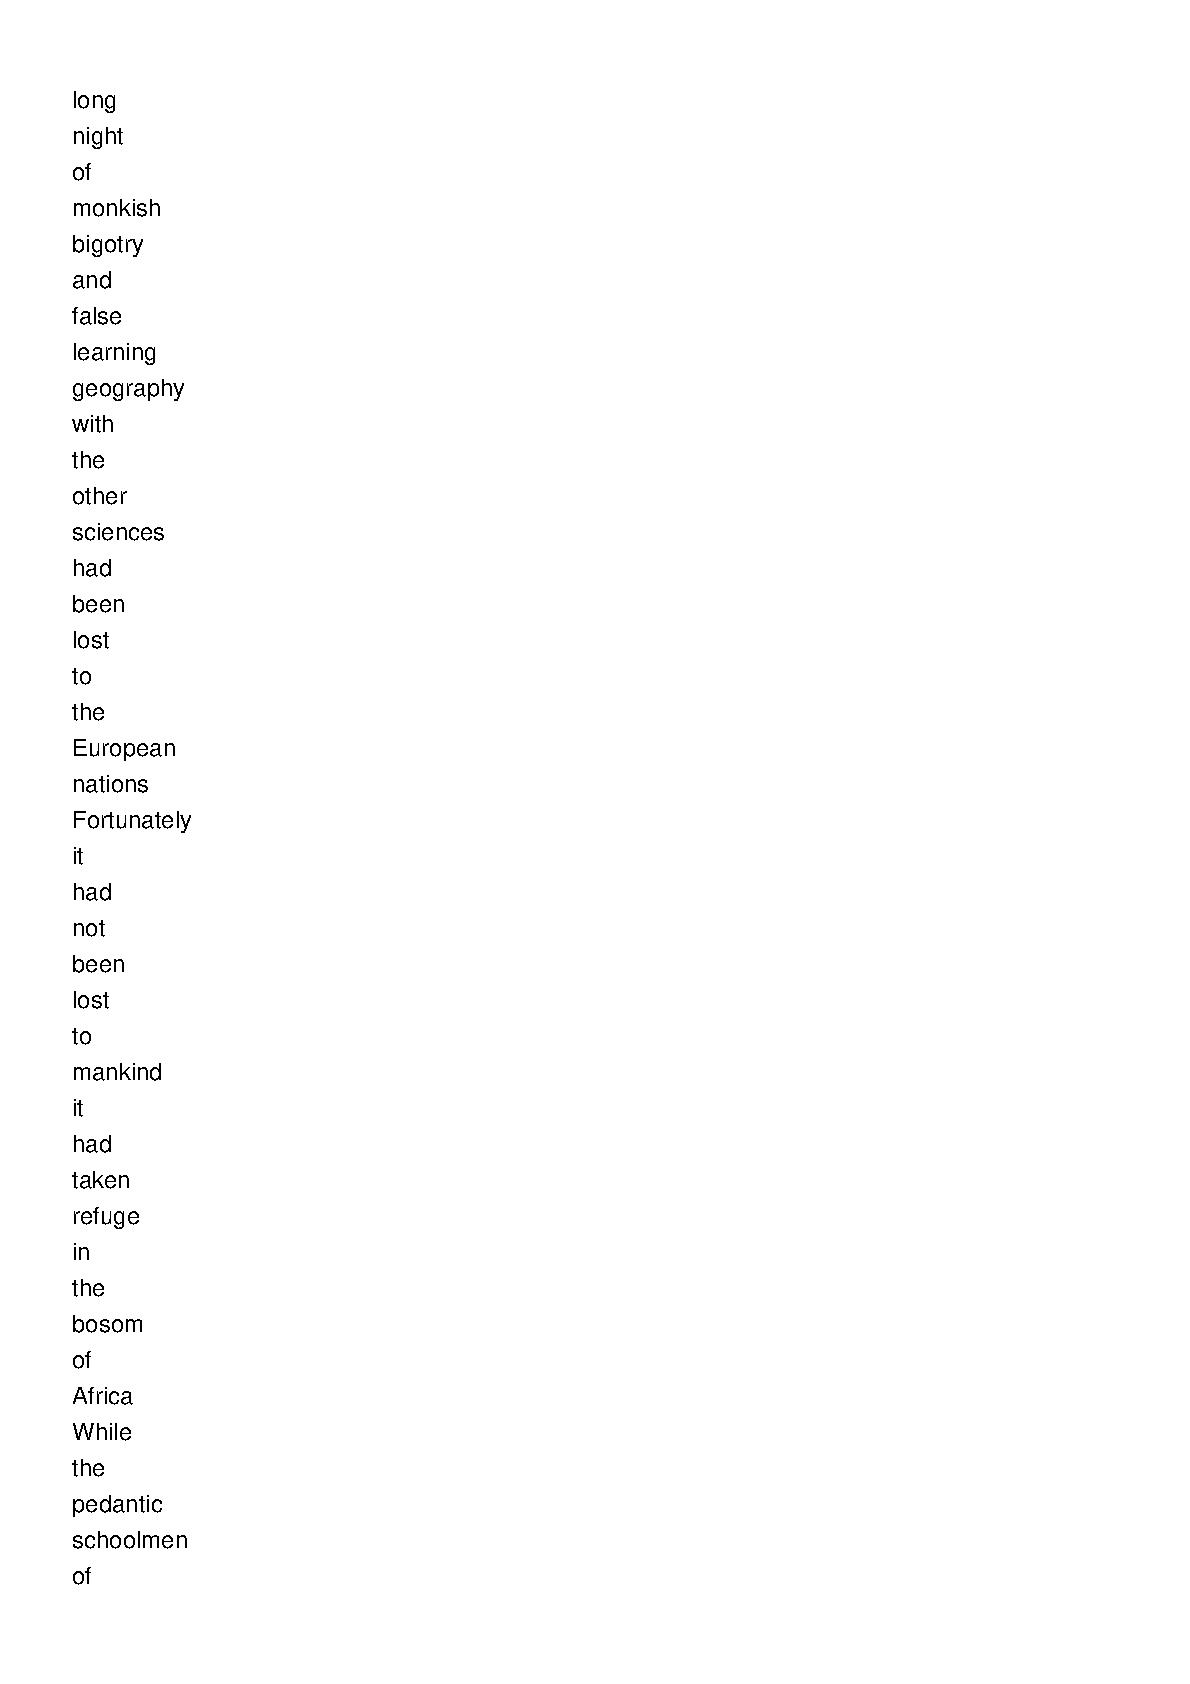 long
night
of
monkish
bigotry
and
false
learning
geography
with
the
other
sciences
had
been
lost
to
the
European
nations
Fortunately
it
had
not
been
lost
to
mankind
it
had
taken
refuge
in
the
bosom
of
Africa
While
the
pedantic
schoolmen
of